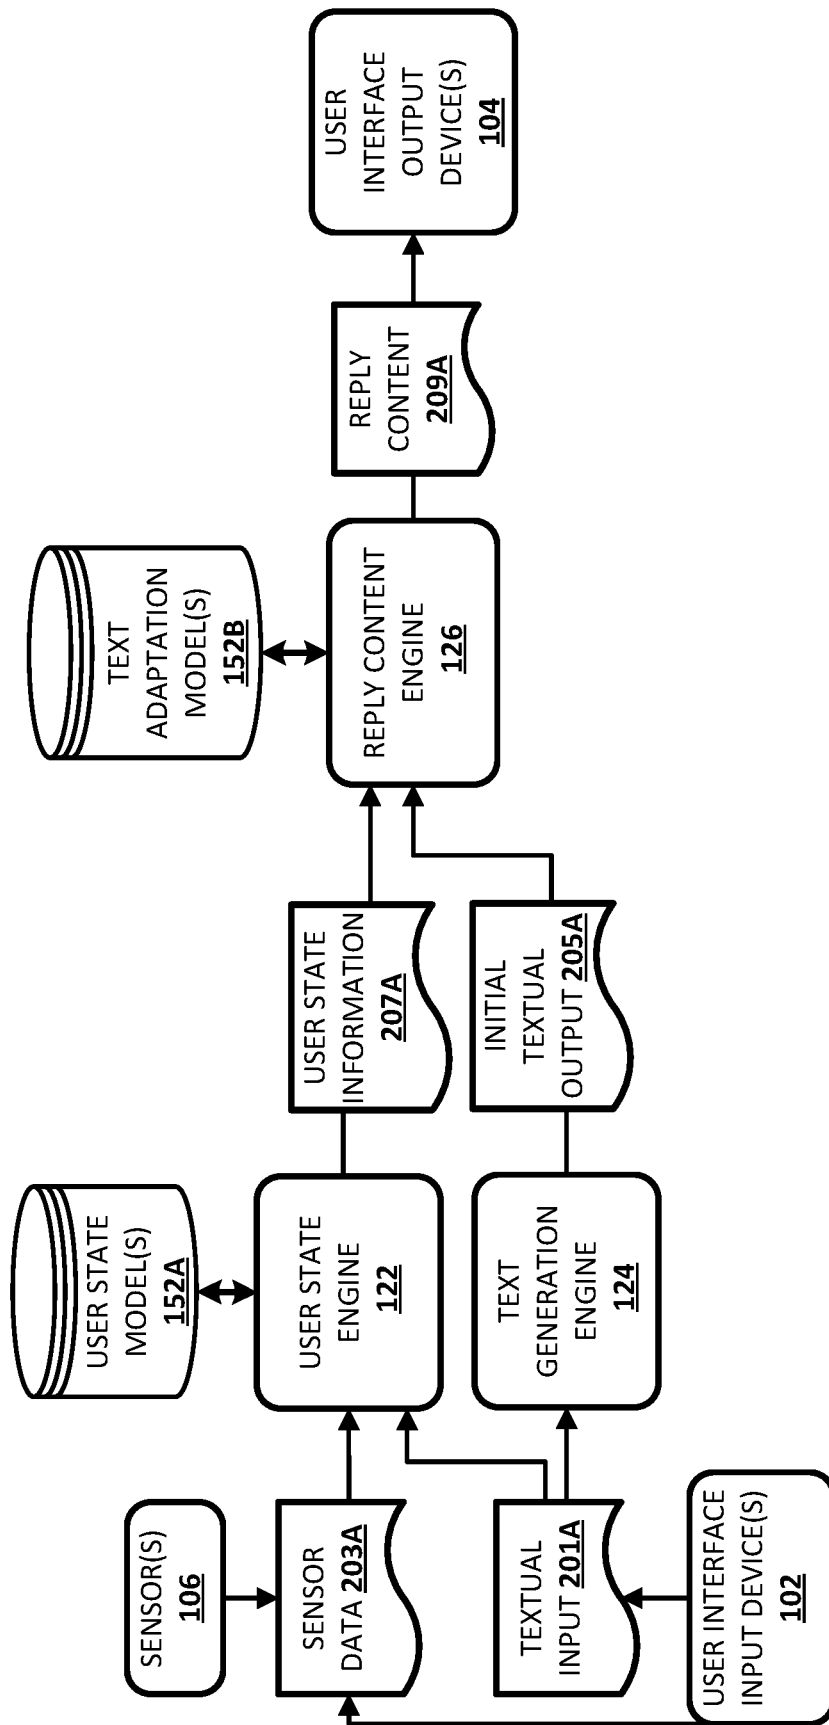 SENSOR(S)
106
SENSOR
DATA 203A
TEXTUAL
INPUT 201A
USER INTERFACE
INPUT DEVICE(S)
102
USER STATE
MODEL(S)
152A
USER STATE
ENGINE
122
TEXT
GENERATION
ENGINE
124
USER STATE
INFORMATION
207A
INITIAL
TEXTUAL
OUTPUT 205A
TEXT
ADAPTATION
MODEL(S)
152B
REPLY CONTENT
ENGINE
126
REPLY
CONTENT
209A
USER
INTERFACE
OUTPUT
DEVICE(S)
104